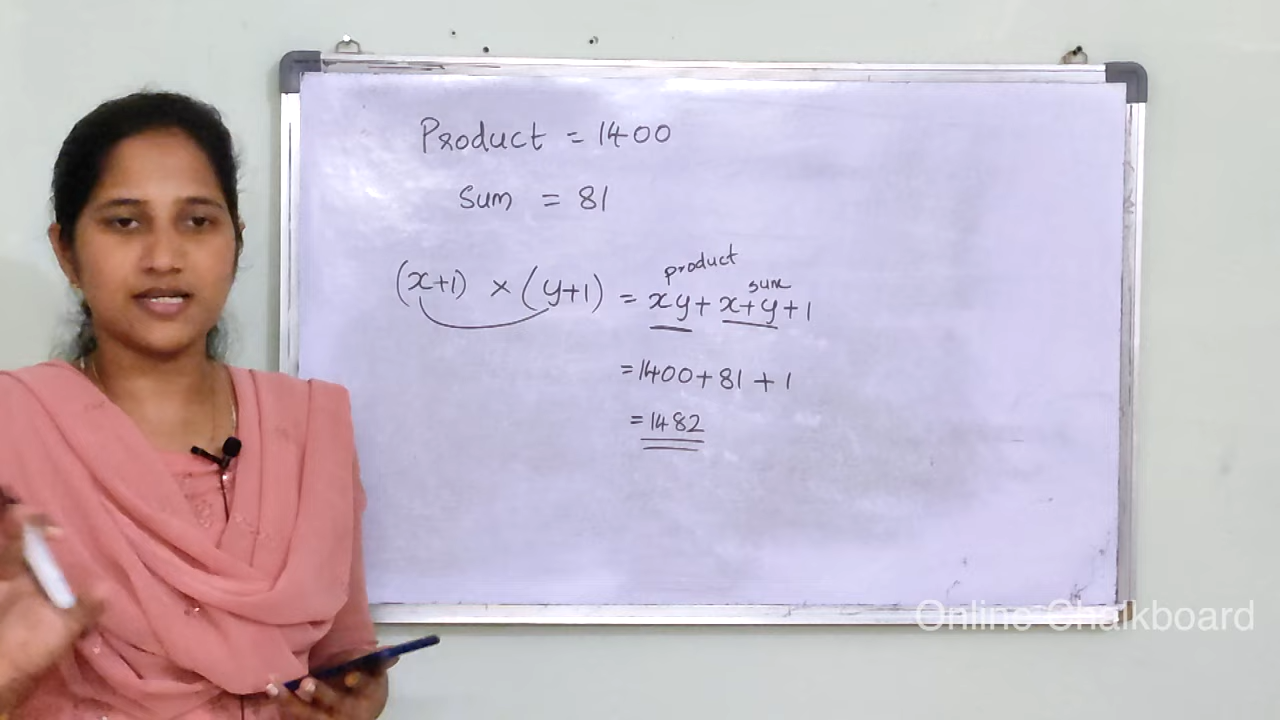 Product = 1400
Sum = 81
product
sum
(x+1) × (y+1) = xy + x+y + 1
= 1400 + 81 + 1
= 1482
Online Chalkboard